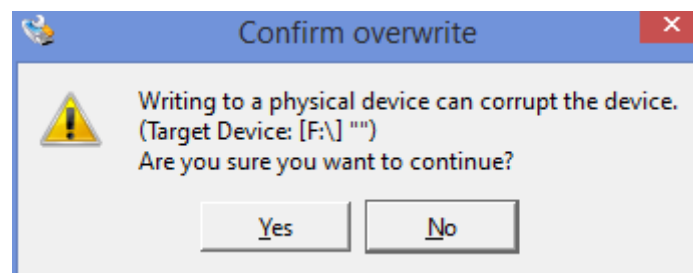 Confirm overwrite
Writing to a physical device can corrupt the device.
(Target Device: [F:\] "")
Are you sure you want to continue?
Yes
No